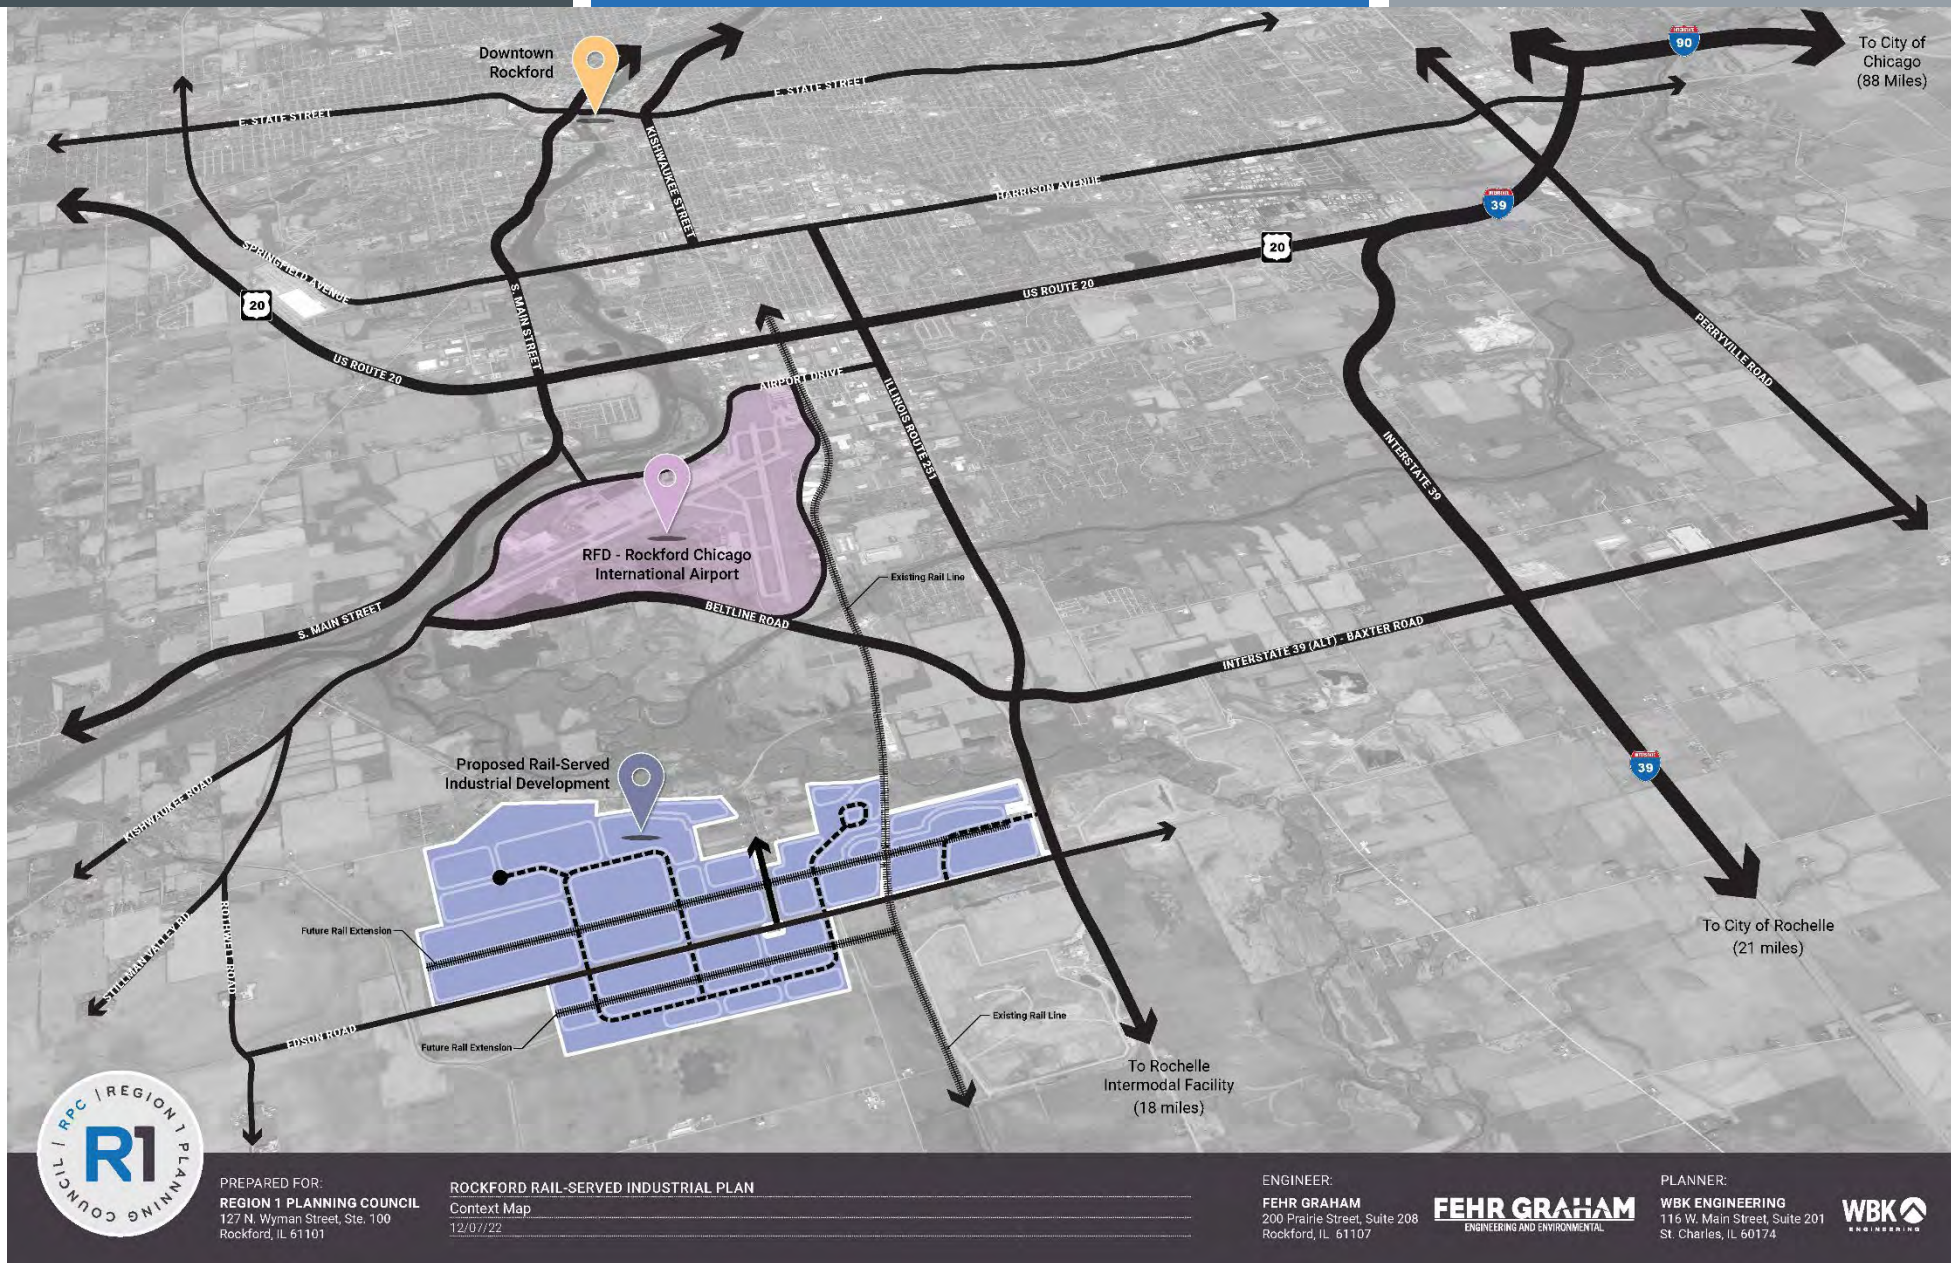 Downtown
Rockford
90
To City of
Chicago
(88 Miles)
E. STATE STREET
E. STATE STREET
KISHWAUKEE STREET
HARRISON AVENUE
39
20
SPRINGFIELD AVENUE
20
S. MAIN STREET
US ROUTE 20
US ROUTE 20
PERRYVILLE ROAD
AIRPORT DRIVE
ILLINOIS ROUTE 251
INTERSTATE 39
RFD - Rockford Chicago
International Airport
Existing Rail Line
BELTLINE ROAD
S. MAIN STREET
INTERSTATE 39 (ALT) - BAXTER ROAD
Proposed Rail-Served
Industrial Development
39
KISHWAUKEE ROAD
STILLMAN VALLEY RD
ROTHWELL ROAD
Future Rail Extension
To City of Rochelle
(21 miles)
EDSON ROAD
Future Rail Extension
Existing Rail Line
To Rochelle
Intermodal Facility
(18 miles)
| RPC | REGION 1 PLANNING COUNCIL
R1
PREPARED FOR:
REGION 1 PLANNING COUNCIL
127 N. Wyman Street, Ste. 100
Rockford, IL 61101
ROCKFORD RAIL-SERVED INDUSTRIAL PLAN
Context Map
12/07/22
ENGINEER:
FEHR GRAHAM
200 Prairie Street, Suite 208
Rockford, IL 61107
FEHR GRAHAM
ENGINEERING AND ENVIRONMENTAL
PLANNER:
WBK ENGINEERING
116 W. Main Street, Suite 201
St. Charles, IL 60174
WBK
ENGINEERING